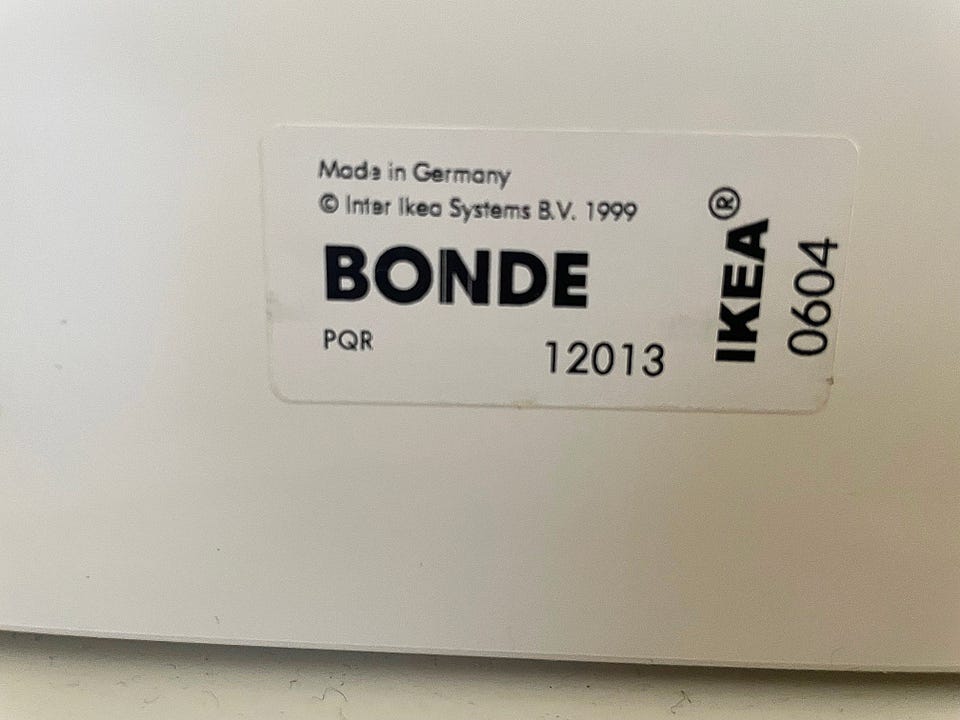 Made in Germany
© Inter Ikea Systems B.V. 1999
BONDE
PQR
12013
IKEA®
0604